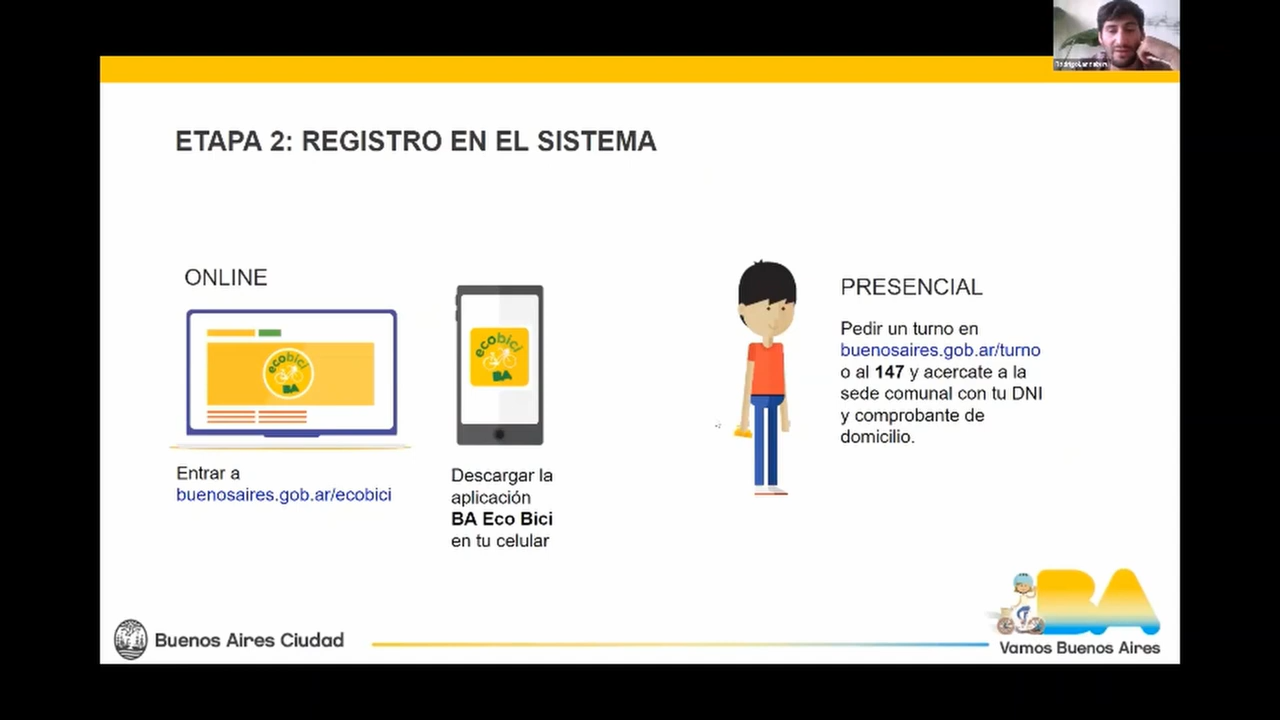 ETAPA 2: REGISTRO EN EL SISTEMA
ONLINE
ecobici
BA
Entrar a
buenosaires.gob.ar/ecobici
ecobici
BA
Descargar la
aplicación
BA Eco Bici
en tu celular
PRESENCIAL
Pedir un turno en
buenosaires.gob.ar/turno
o al 147 y acercate a la
sede comunal con tu DNI
y comprobante de
domicilio.
Buenos Aires Ciudad
BA
Vamos Buenos Aires